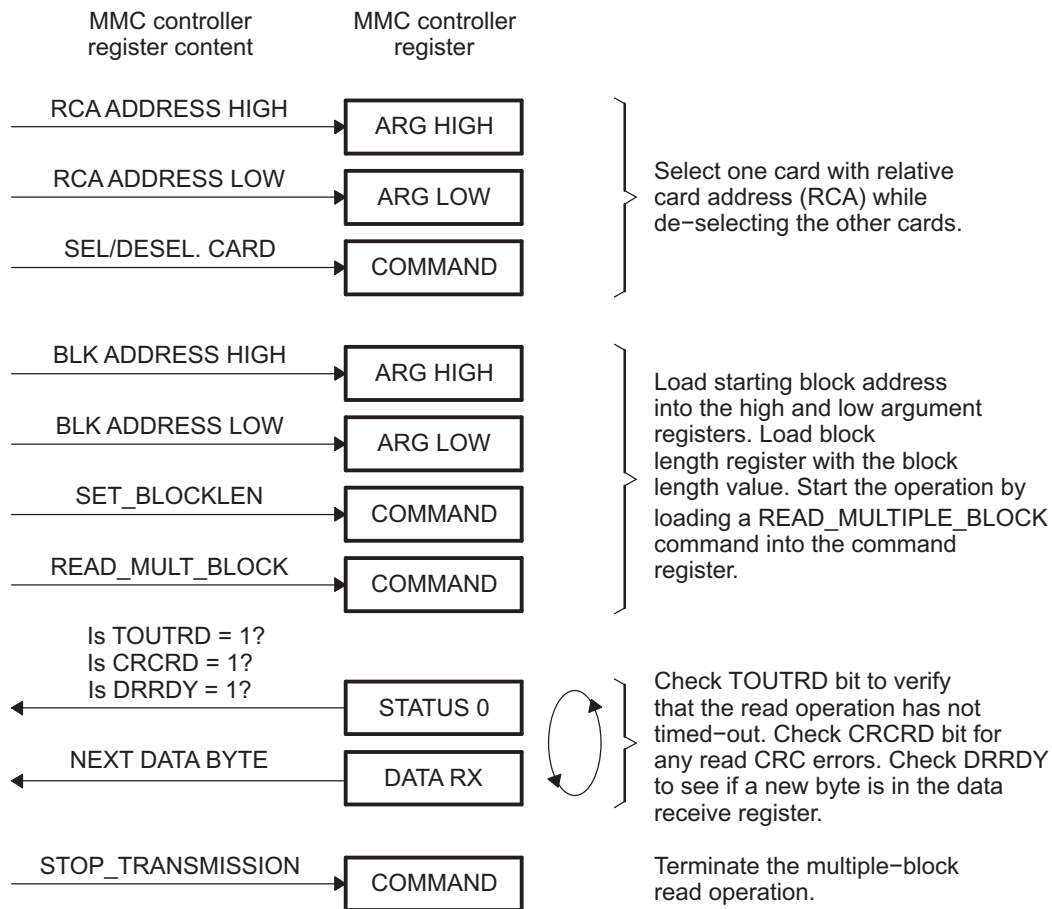 MMC controller
register content
MMC controller
register
RCA ADDRESS HIGH
ARG HIGH
RCA ADDRESS LOW
ARG LOW
SEL/DESEL. CARD
COMMAND
Select one card with relative
card address (RCA) while
de−selecting the other cards.
BLK ADDRESS HIGH
ARG HIGH
BLK ADDRESS LOW
ARG LOW
SET_BLOCKLEN
COMMAND
READ_MULT_BLOCK
COMMAND
Load starting block address
into the high and low argument
registers. Load block
length register with the block
length value. Start the operation by
loading a READ_MULTIPLE_BLOCK
command into the command
register.
Is TOUTRD = 1?
Is CRCRD = 1?
Is DRRDY = 1?
STATUS 0
NEXT DATA BYTE
DATA RX
Check TOUTRD bit to verify
that the read operation has not
timed−out. Check CRCRD bit for
any read CRC errors. Check DRRDY
to see if a new byte is in the data
receive register.
STOP_TRANSMISSION
COMMAND
Terminate the multiple−block
read operation.